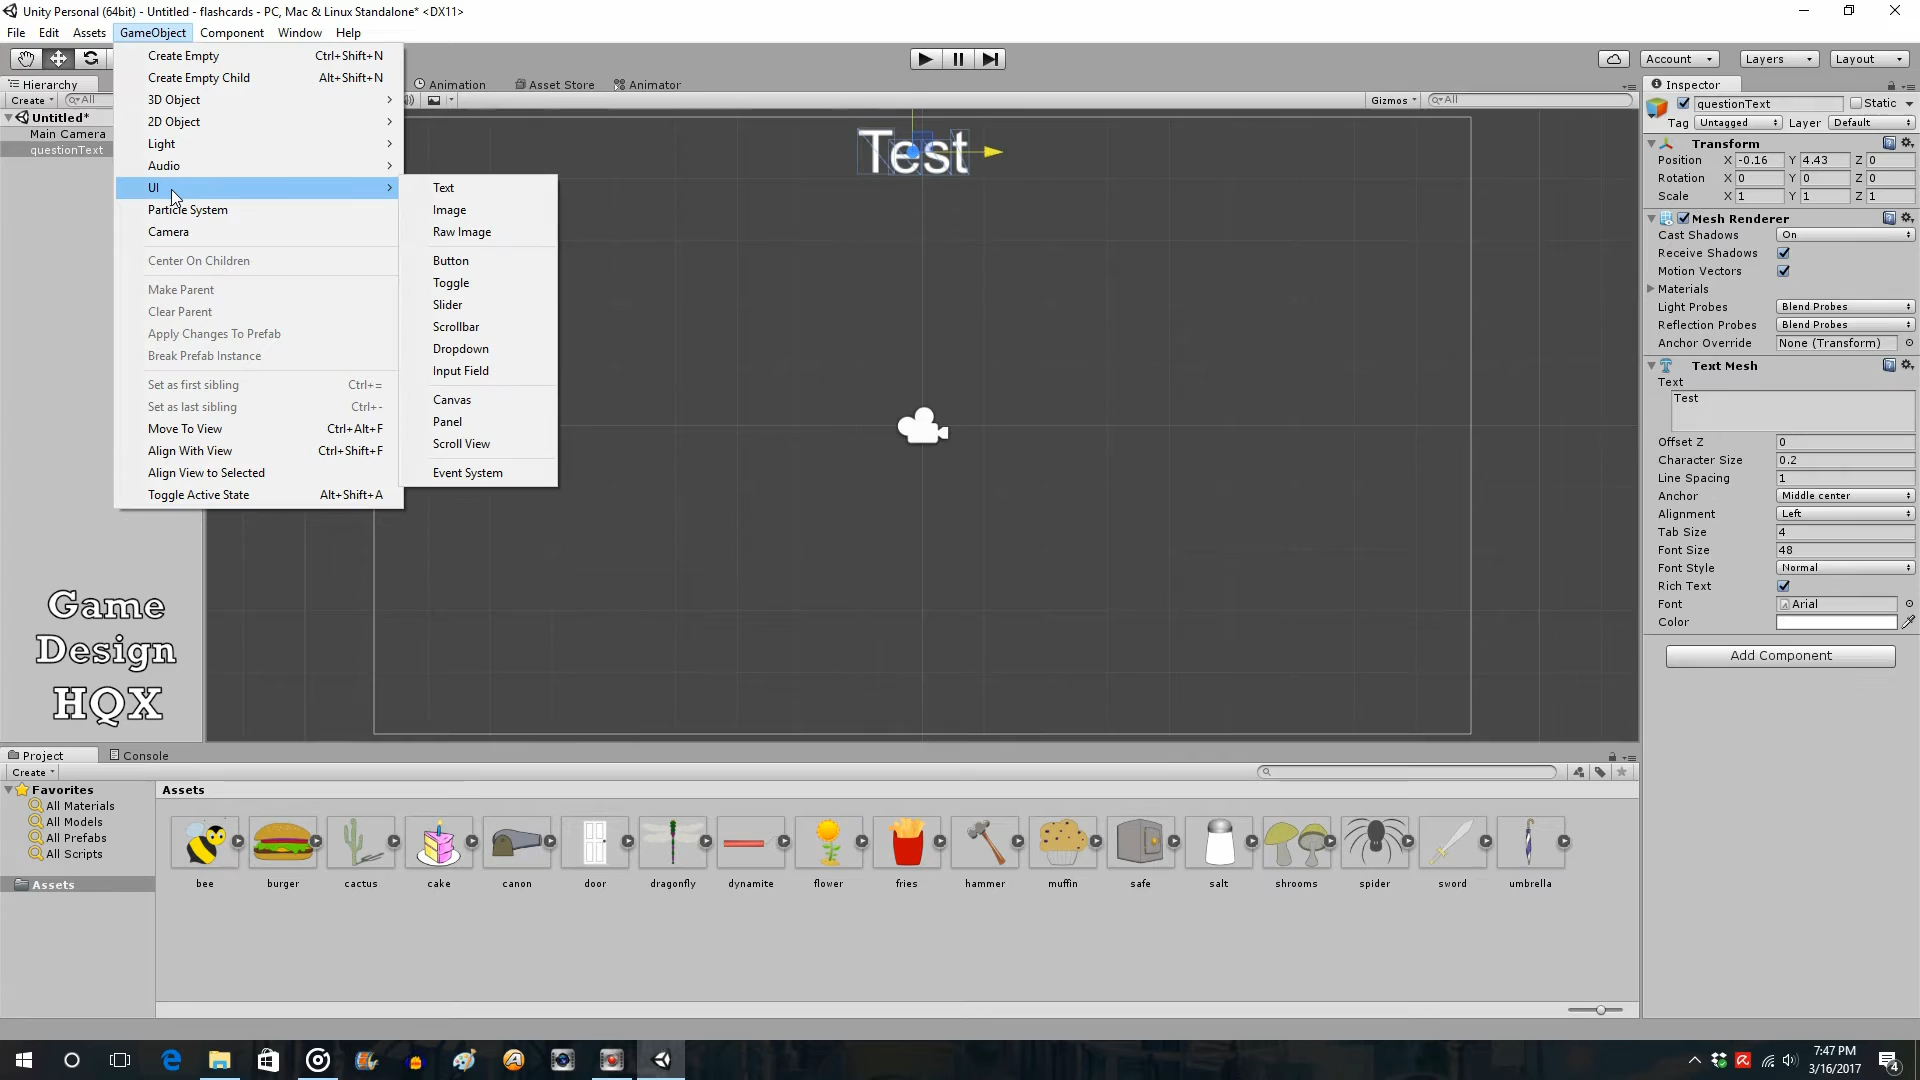 Unity Personal (64bit) - Untitled - flashcards - PC, Mac & Linux Standalone* <DX11>
File Edit Assets GameObject Component Window Help
Account Layers Layout
Hierarchy
Create All
Untitled*
Main Camera
questionText
Create Empty Ctrl+Shift+N
Create Empty Child Alt+Shift+N
3D Object
2D Object
Light
Audio
UI
Particle System
Camera
Center On Children
Make Parent
Clear Parent
Apply Changes To Prefab
Break Prefab Instance
Set as first sibling Ctrl+=
Set as last sibling Ctrl+-
Move To View Ctrl+Alt+F
Align With View Ctrl+Shift+F
Align View to Selected
Toggle Active State Alt+Shift+A
Text
Image
Raw Image
Button
Toggle
Slider
Scrollbar
Dropdown
Input Field
Canvas
Panel
Scroll View
Event System
Animation Asset Store Animator
Gizmos All
Test
Inspector
questionText Static
Tag Untagged Layer Default
Transform
Position X -0.16 Y 4.43 Z 0
Rotation X 0 Y 0 Z 0
Scale X 1 Y 1 Z 1
Mesh Renderer
Cast Shadows On
Receive Shadows
Motion Vectors
Materials
Light Probes Blend Probes
Reflection Probes Blend Probes
Anchor Override None (Transform)
Text Mesh
Text
Test
Offset Z 0
Character Size 0.2
Line Spacing 1
Anchor Middle center
Alignment Left
Tab Size 4
Font Size 48
Font Style Normal
Rich Text
Font Arial
Color
Add Component
Game
Design
HQX
Project Console
Create
Favorites
All Materials
All Models
All Prefabs
All Scripts
Assets
Assets
bee burger cactus cake canon door dragonfly dynamite flower fries hammer muffin safe salt shrooms spider sword umbrella
7:47 PM
3/16/2017
4